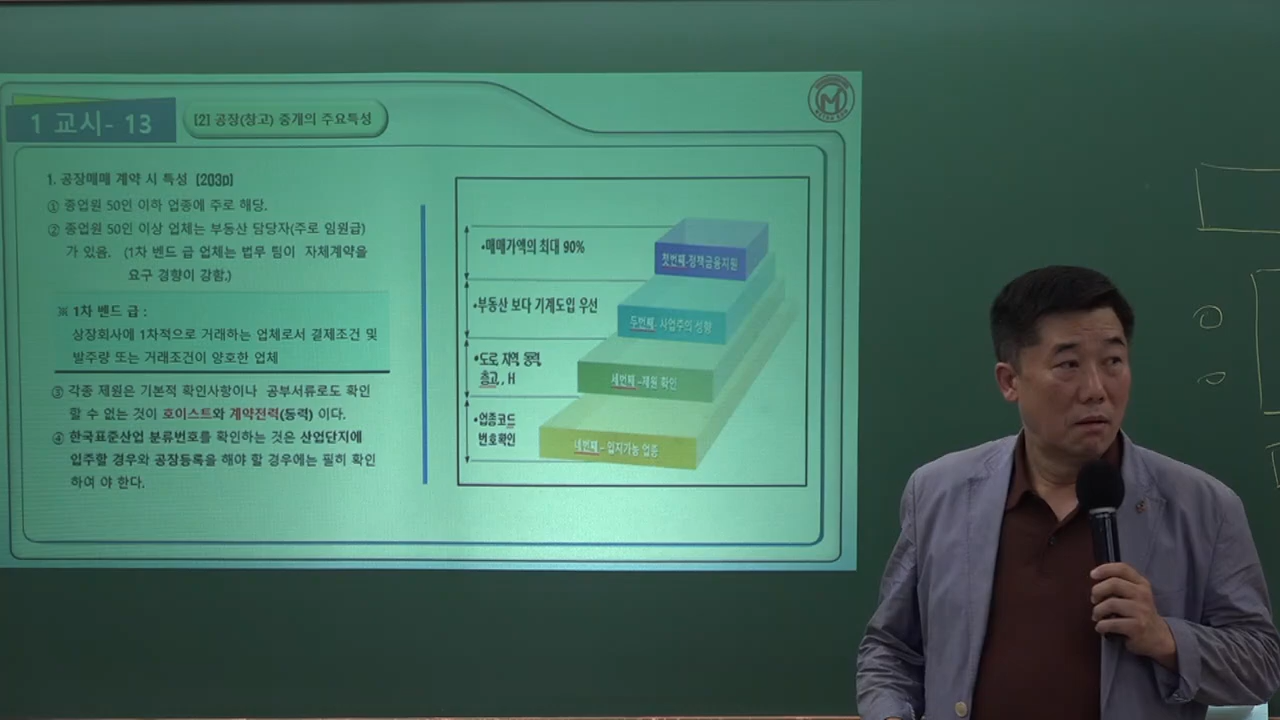 1 교시- 13
[2] 공장(창고) 중개의 주요특성
1. 공장매매 계약 시 특성 [203p]
① 종업원 50인 이하 업종에 주로 해당.
② 종업원 50인 이상 업체는 부동산 담당자(주로 임원급)
가 있음. (1차 벤드 급 업체는 법무 팀이 자체계약을
요구 경향이 강함.)
※ 1차 벤드 급 :
상장회사에 1차적으로 거래하는 업체로서 결제조건 및
발주량 또는 거래조건이 양호한 업체
③ 각종 제원은 기본적 확인사항이나 공부서류로도 확인
할 수 없는 것이 호이스트와 계약전력(동력) 이다.
④ 한국표준산업 분류번호를 확인하는 것은 산업단지에
입주할 경우와 공장등록을 해야 할 경우에는 필히 확인
하여 야 한다.
•매매가액의 최대 90%
첫번째-정책금융지원
•부동산 보다 기계도입 우선
두번째- 사업주의 성향
•도로 지역 동력
층고, H
세번째 –제원 확인
•업종코드
번호확인
네번째 – 입지가능 업종